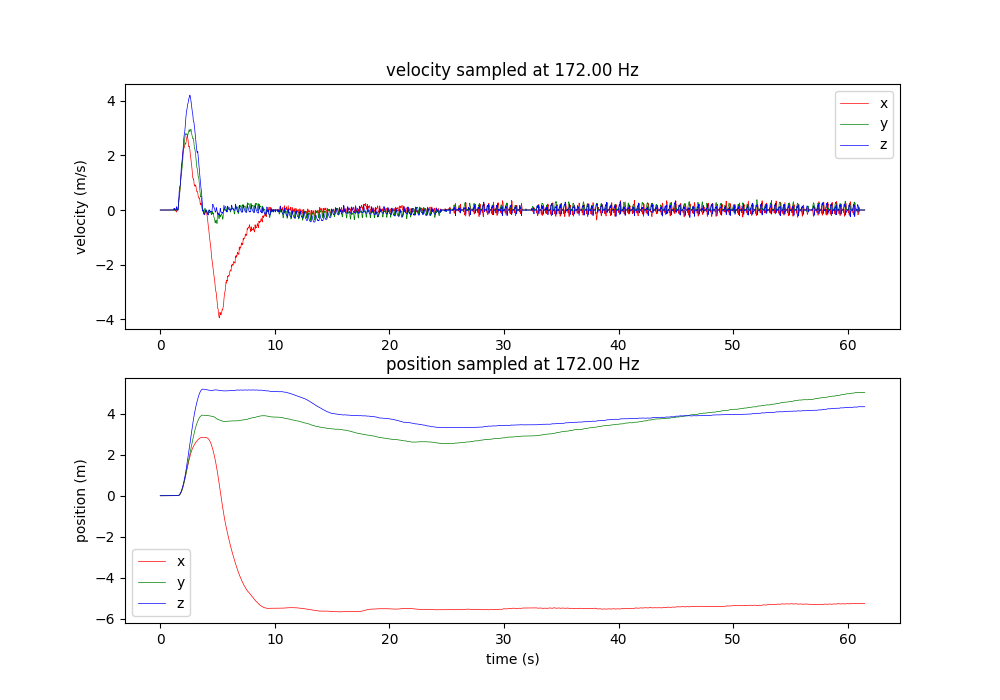 velocity sampled at 172.00 Hz
4
2
0
−2
−4
velocity (m/s)
x
y
z
0 10 20 30 40 50 60
position sampled at 172.00 Hz
4
2
0
−2
−4
−6
position (m)
x
y
z
0 10 20 30 40 50 60
time (s)